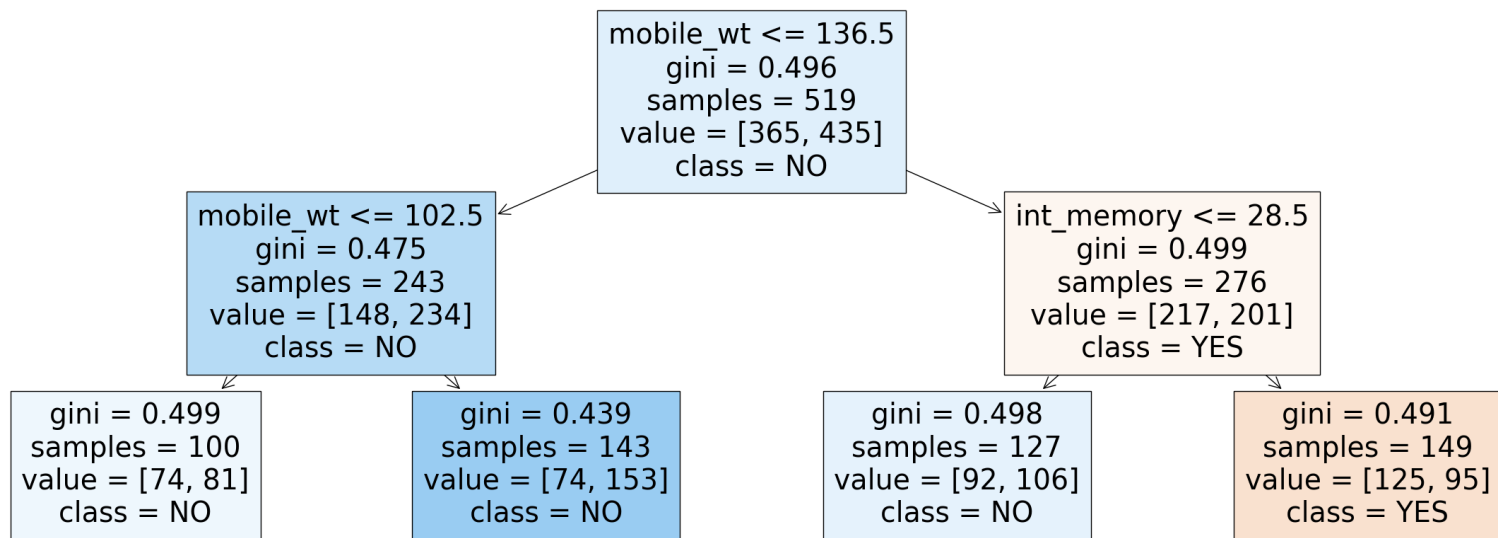 mobile_wt <= 136.5
gini = 0.496
samples = 519
value = [365, 435]
class = NO
mobile_wt <= 102.5
gini = 0.475
samples = 243
value = [148, 234]
class = NO
int_memory <= 28.5
gini = 0.499
samples = 276
value = [217, 201]
class = YES
gini = 0.499
samples = 100
value = [74, 81]
class = NO
gini = 0.439
samples = 143
value = [74, 153]
class = NO
gini = 0.498
samples = 127
value = [92, 106]
class = NO
gini = 0.491
samples = 149
value = [125, 95]
class = YES